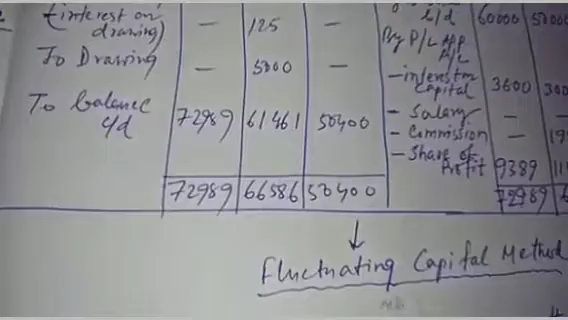 (interest on - 125 -
drawing)
To Drawing - 5000 -
To balance 72989 61461 50400
c/d
72989 66586 50400
60000
By P/L App
A/c
- interest on 3600
Capital
- Salary -
- Commission -
- Share of
Profit 9389
72989
Fluctuating Capital Method